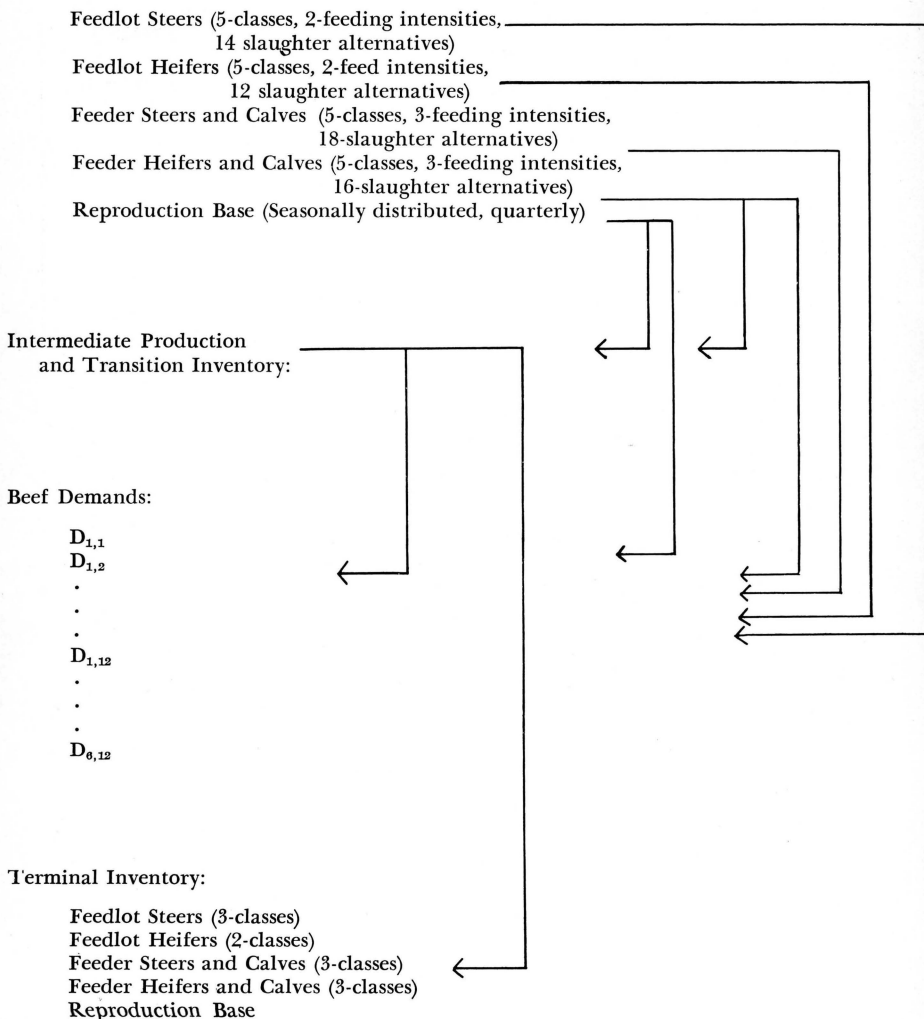 Feedlot Steers (5-classes, 2-feeding intensities,
14 slaughter alternatives)
Feedlot Heifers (5-classes, 2-feed intensities,
12 slaughter alternatives)
Feeder Steers and Calves (5-classes, 3-feeding intensities,
18-slaughter alternatives)
Feeder Heifers and Calves (5-classes, 3-feeding intensities,
16-slaughter alternatives)
Reproduction Base (Seasonally distributed, quarterly)
Intermediate Production
and Transition Inventory:
Beef Demands:
D1,1
D1,2
.
.
.
D1,12
.
.
.
D6,12
Terminal Inventory:
Feedlot Steers (3-classes)
Feedlot Heifers (2-classes)
Feeder Steers and Calves (3-classes)
Feeder Heifers and Calves (3-classes)
Reproduction Base